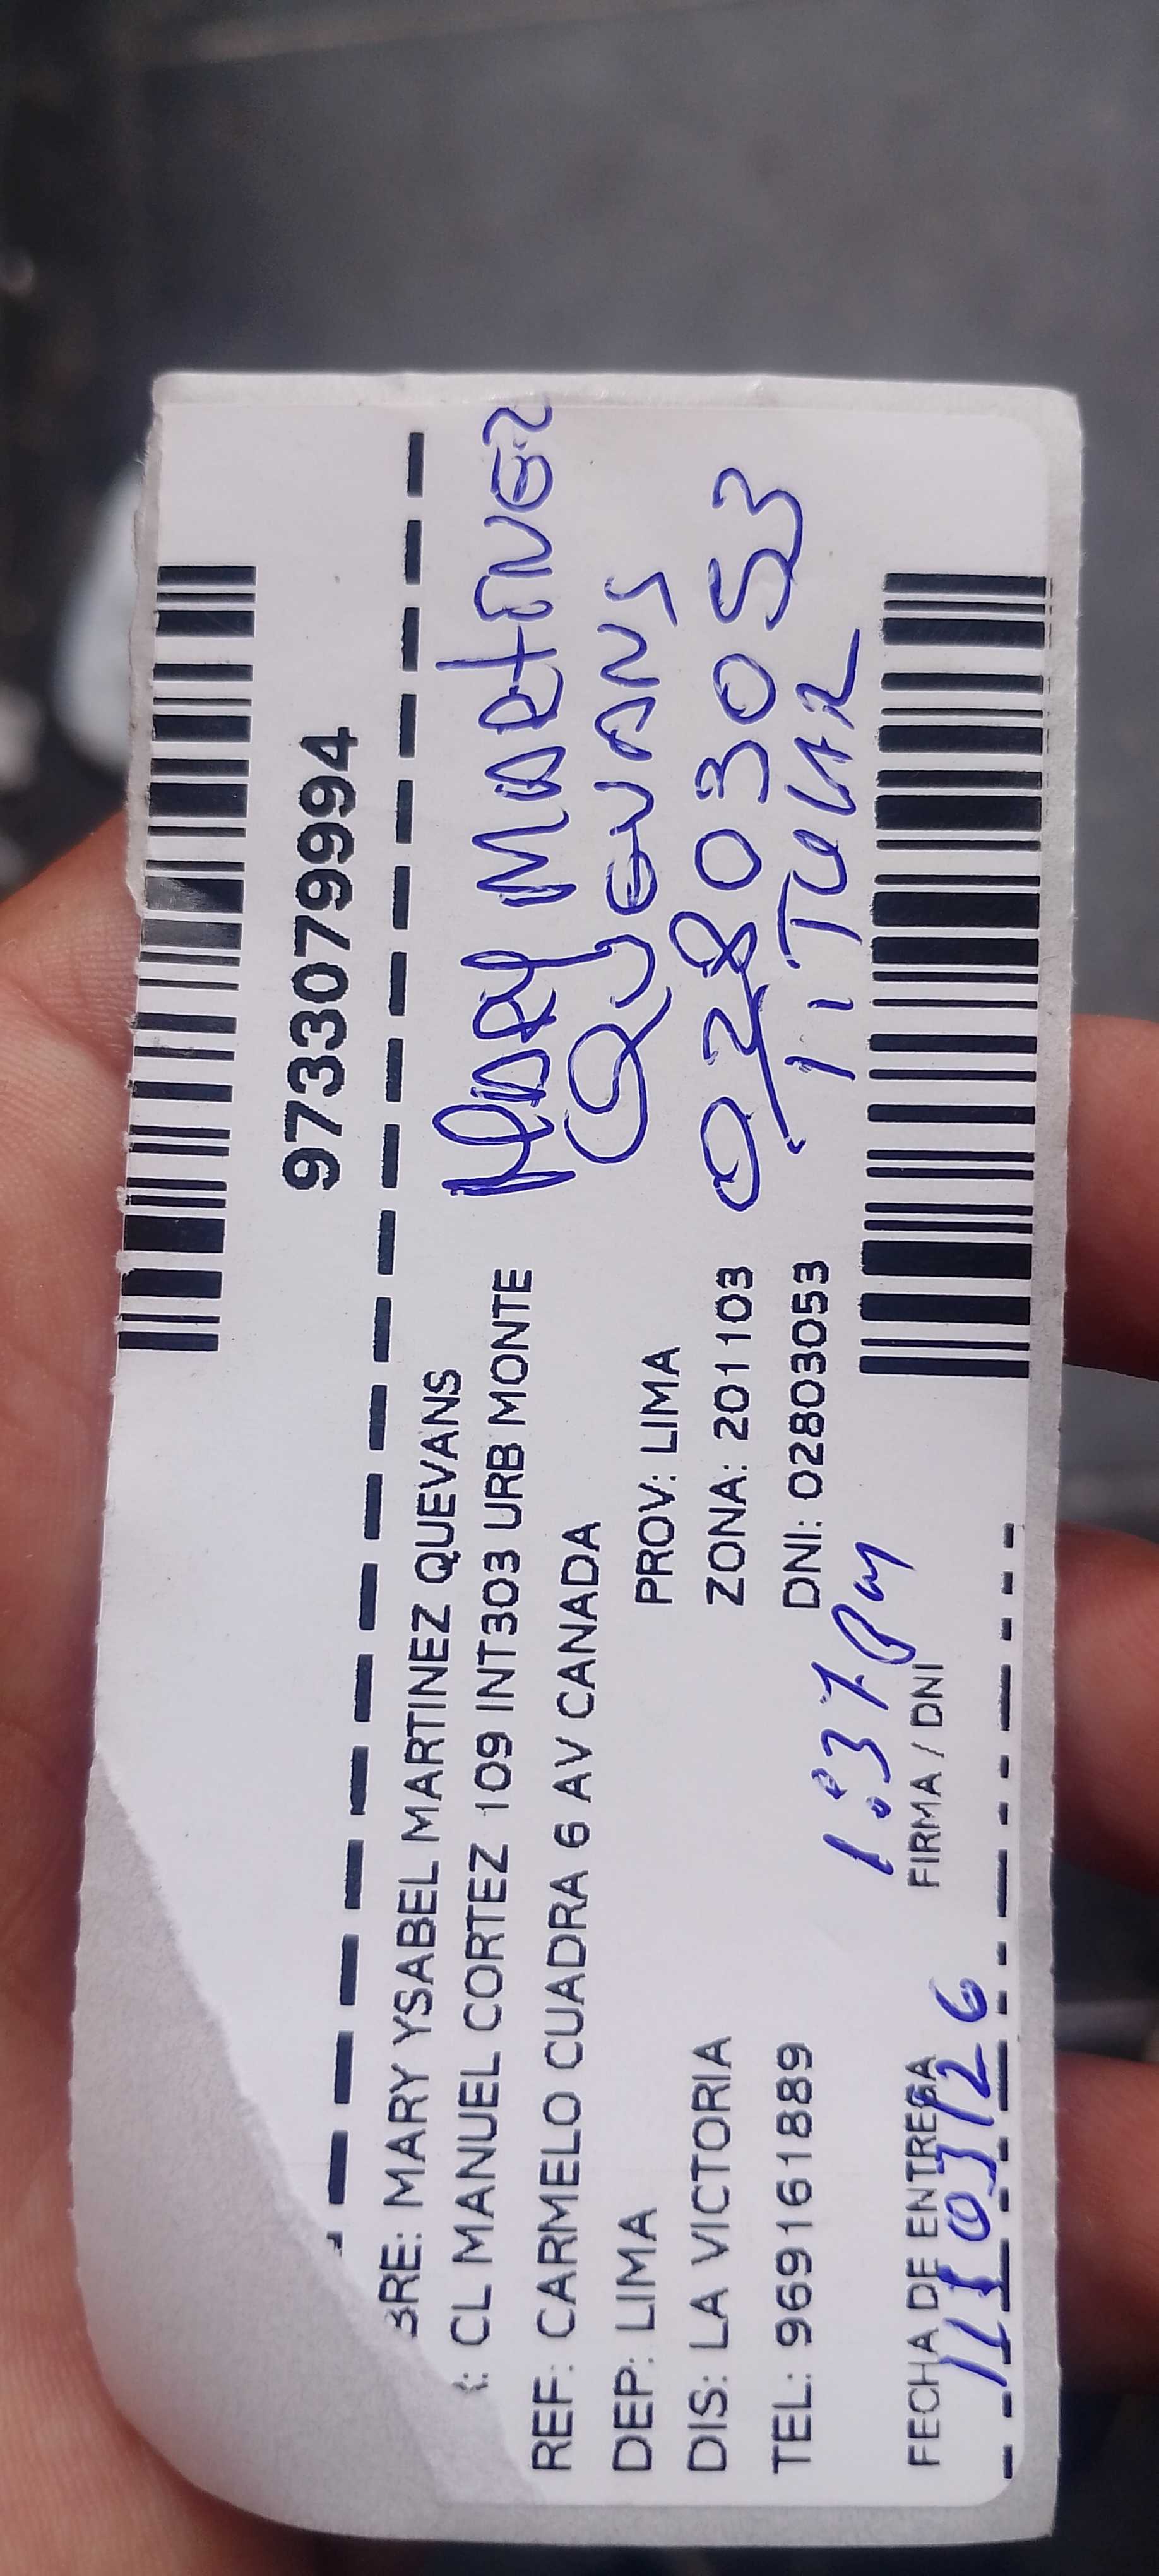 9733079994
BRE: MARY YSABEL MARTINEZ QUEVANS
: CL MANUEL CORTEZ 109 INT303 URB MONTE
REF: CARMELO CUADRA 6 AV CANADA
DEP: LIMA PROV: LIMA
DIS: LA VICTORIA ZONA: 201103
TEL: 969161889 DNI: 02803053
Mary Martinez
Quevans
02803053
TITULAR
1:37 pm
FECHA DE ENTREGA FIRMA / DNI
11/03/26